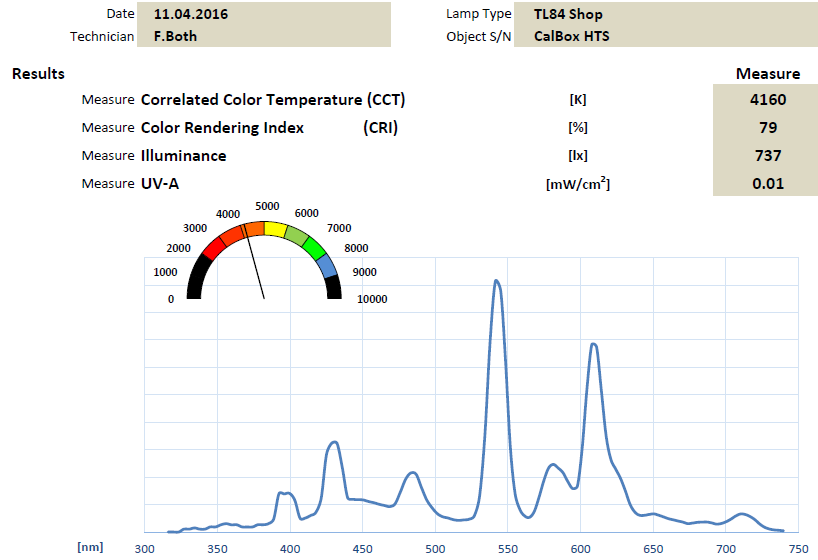 Date 11.04.2016 Lamp Type TL84 Shop
Technician F.Both Object S/N CalBox HTS
Results Measure
Measure Correlated Color Temperature (CCT) [K] 4160
Measure Color Rendering Index (CRI) [%] 79
Measure Illuminance [lx] 737
Measure UV-A [mW/cm²] 0.01
0 1000 2000 3000 4000 5000 6000 7000 8000 9000 10000
[nm] 300 350 400 450 500 550 600 650 700 750